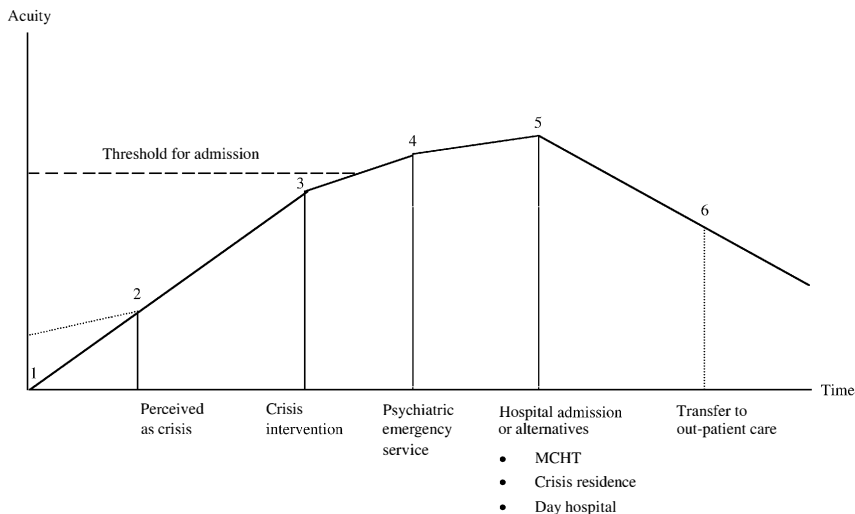 Acuity
Threshold for admission
1
2
3
4
5
6
Time
Perceived
as crisis
Crisis
intervention
Psychiatric
emergency
service
Hospital admission
or alternatives
• MCHT
• Crisis residence
• Day hospital
Transfer to
out-patient care